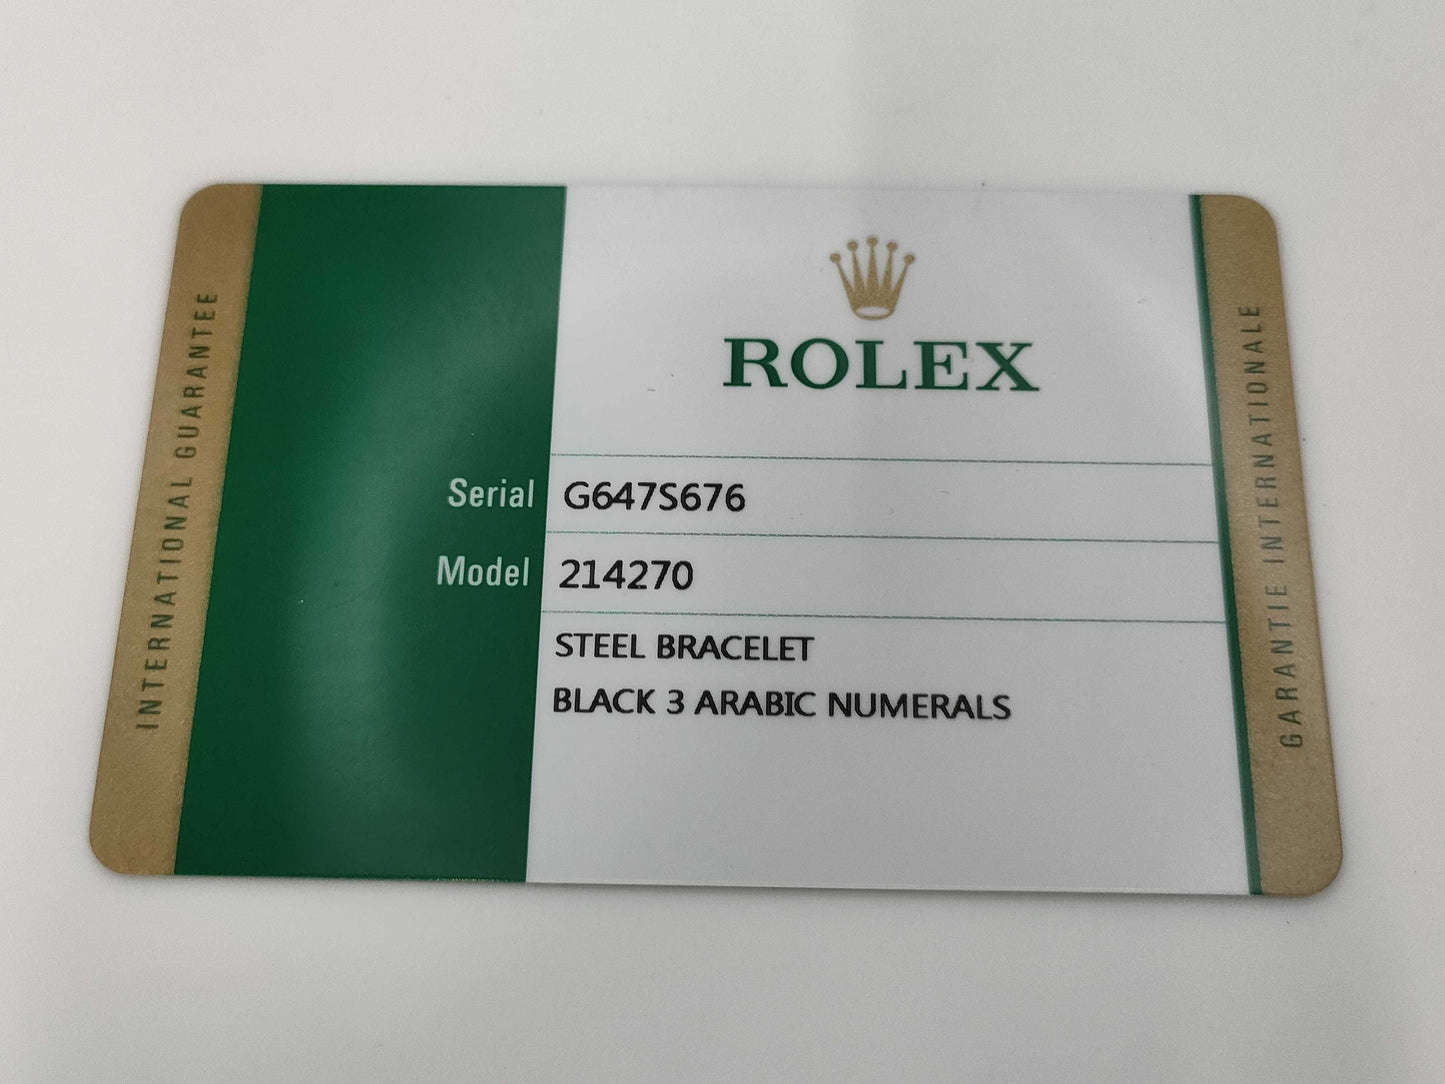 INTERNATIONAL GUARANTEE
ROLEX
Serial G647S676
Model 214270
STEEL BRACELET
BLACK 3 ARABIC NUMERALS
GARANTIE INTERNATIONALE